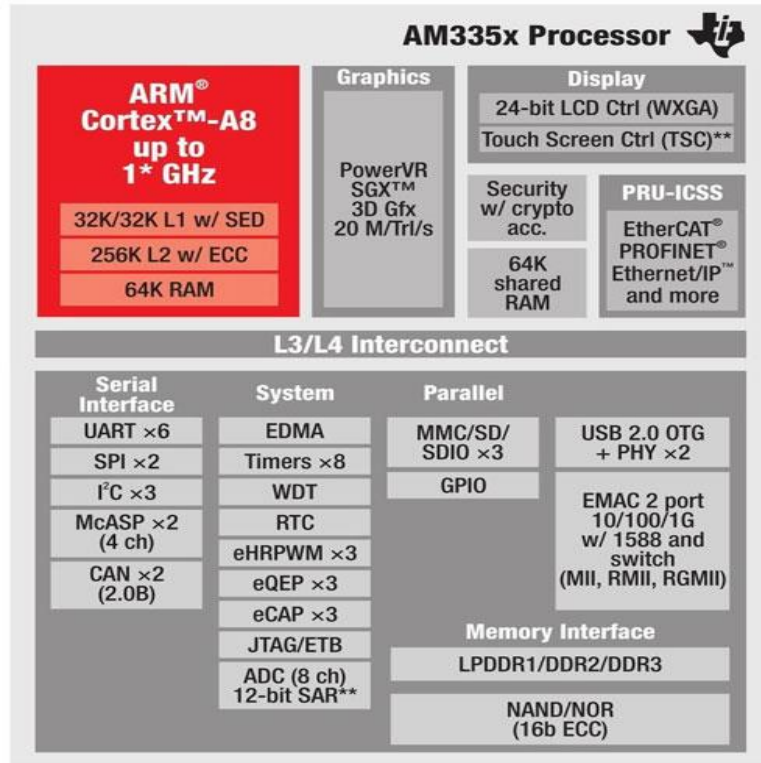 AM335x Processor
ARM®
Cortex™-A8
up to
1* GHz
32K/32K L1 w/ SED
256K L2 w/ ECC
64K RAM
Graphics
PowerVR
SGX™
3D Gfx
20 M/Trl/s
Display
24-bit LCD Ctrl (WXGA)
Touch Screen Ctrl (TSC)**
Security
w/ crypto
acc.
64K
shared
RAM
PRU-ICSS
EtherCAT®
PROFINET®
Ethernet/IP™
and more
L3/L4 Interconnect
Serial
Interface
UART ×6
SPI ×2
I²C ×3
McASP ×2
(4 ch)
CAN ×2
(2.0B)
System
EDMA
Timers ×8
WDT
RTC
eHRPWM ×3
eQEP ×3
eCAP ×3
JTAG/ETB
ADC (8 ch)
12-bit SAR**
Parallel
MMC/SD/
SDIO ×3
GPIO
USB 2.0 OTG
+ PHY ×2
EMAC 2 port
10/100/1G
w/ 1588 and
switch
(MII, RMII, RGMII)
Memory Interface
LPDDR1/DDR2/DDR3
NAND/NOR
(16b ECC)